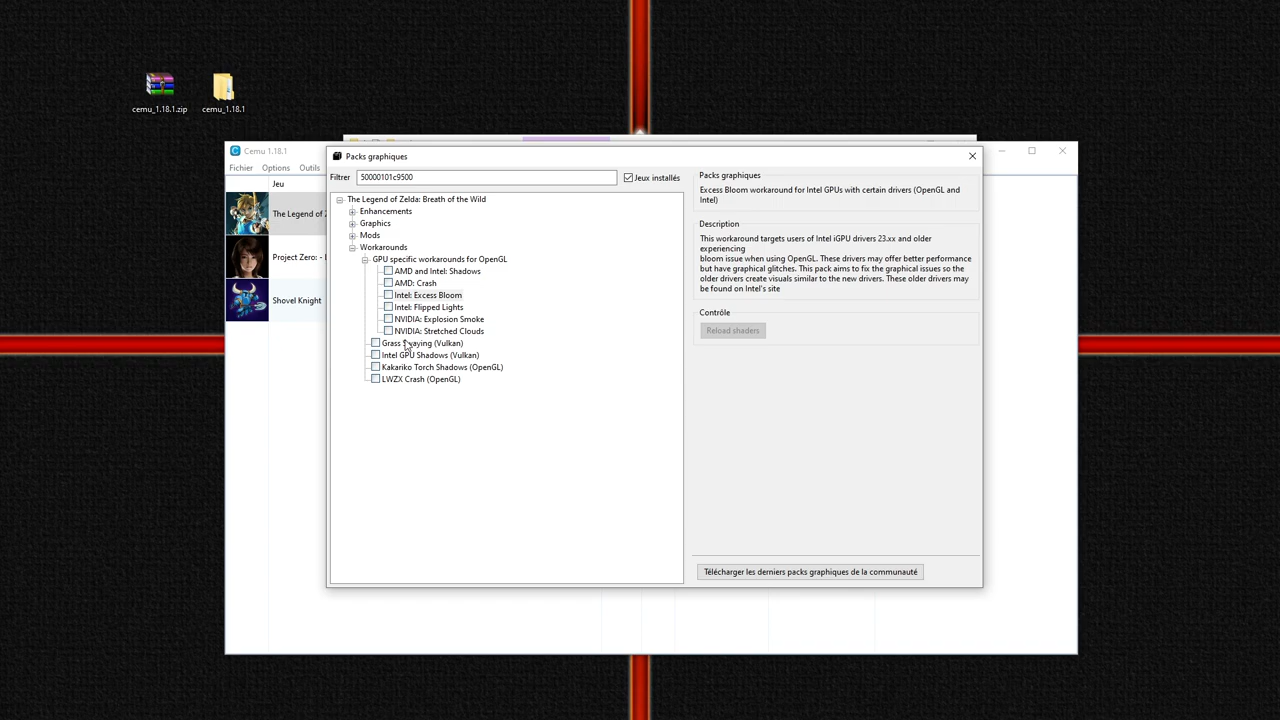 cemu_1.18.1.zip
cemu_1.18.1
Cemu 1.18.1
Fichier Options Outils
Jeu
The Legend of Z
Project Zero: -
Shovel Knight
Packs graphiques
Filtrer 50000101c9500 Jeux installés
The Legend of Zelda: Breath of the Wild
Enhancements
Graphics
Mods
Workarounds
GPU specific workarounds for OpenGL
AMD and Intel: Shadows
AMD: Crash
Intel: Excess Bloom
Intel: Flipped Lights
NVIDIA: Explosion Smoke
NVIDIA: Stretched Clouds
Grass Swaying (Vulkan)
Intel GPU Shadows (Vulkan)
Kakariko Torch Shadows (OpenGL)
LWZX Crash (OpenGL)
Packs graphiques
Excess Bloom workaround for Intel GPUs with certain drivers (OpenGL and
Intel)
Description
This workaround targets users of Intel iGPU drivers 23.xx and older
experiencing
bloom issue when using OpenGL. These drivers may offer better performance
but have graphical glitches. This pack aims to fix the graphical issues so the
older drivers create visuals similar to the new drivers. These older drivers may
be found on Intel's site
Contrôle
Reload shaders
Télécharger les derniers packs graphiques de la communauté